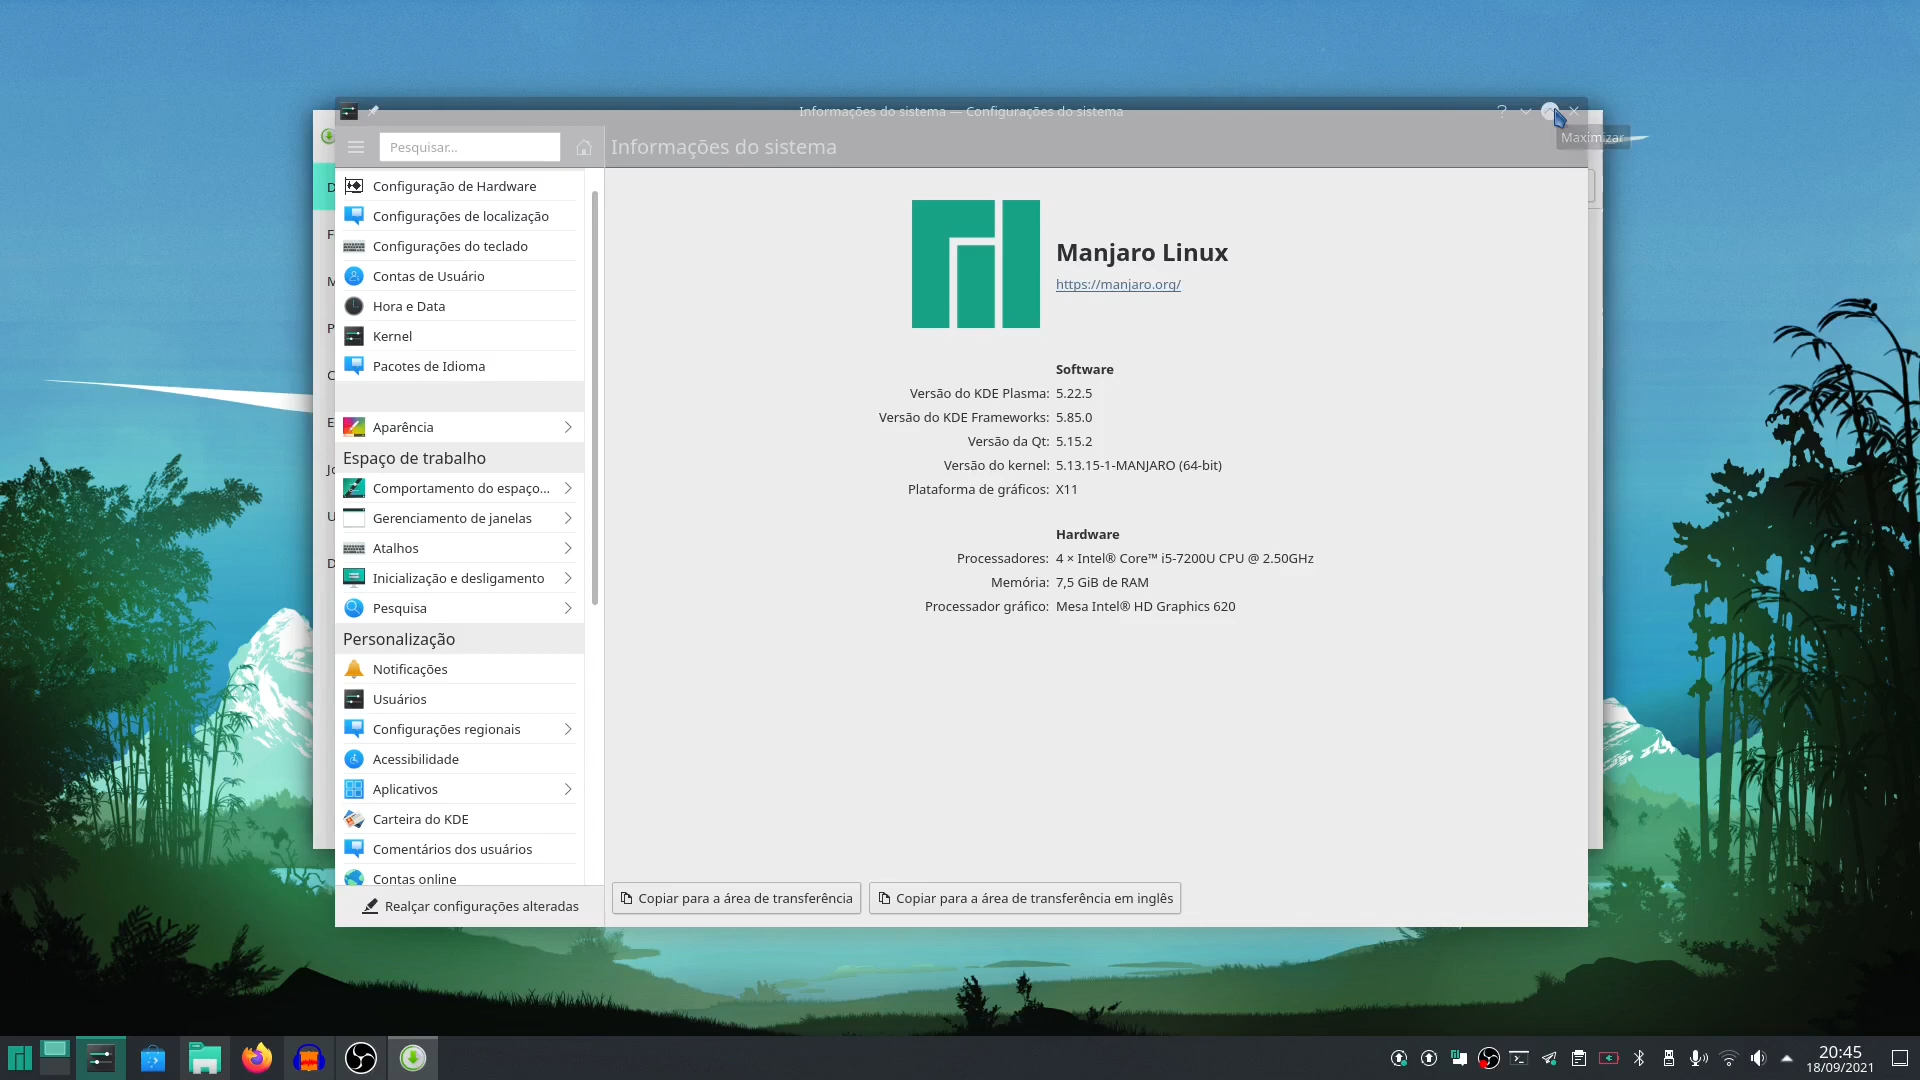 Informações do sistema — Configurações do sistema
Maximizar
Pesquisar...
Informações do sistema
Configuração de Hardware
Configurações de localização
Configurações do teclado
Contas de Usuário
Hora e Data
Kernel
Pacotes de Idioma
Aparência
Espaço de trabalho
Comportamento do espaço...
Gerenciamento de janelas
Atalhos
Inicialização e desligamento
Pesquisa
Personalização
Notificações
Usuários
Configurações regionais
Acessibilidade
Aplicativos
Carteira do KDE
Comentários dos usuários
Contas online
Realçar configurações alteradas
Manjaro Linux
https://manjaro.org/
Software
Versão do KDE Plasma: 5.22.5
Versão do KDE Frameworks: 5.85.0
Versão da Qt: 5.15.2
Versão do kernel: 5.13.15-1-MANJARO (64-bit)
Plataforma de gráficos: X11
Hardware
Processadores: 4 × Intel® Core™ i5-7200U CPU @ 2.50GHz
Memória: 7,5 GiB de RAM
Processador gráfico: Mesa Intel® HD Graphics 620
Copiar para a área de transferência
Copiar para a área de transferência em inglês
20:45
18/09/2021